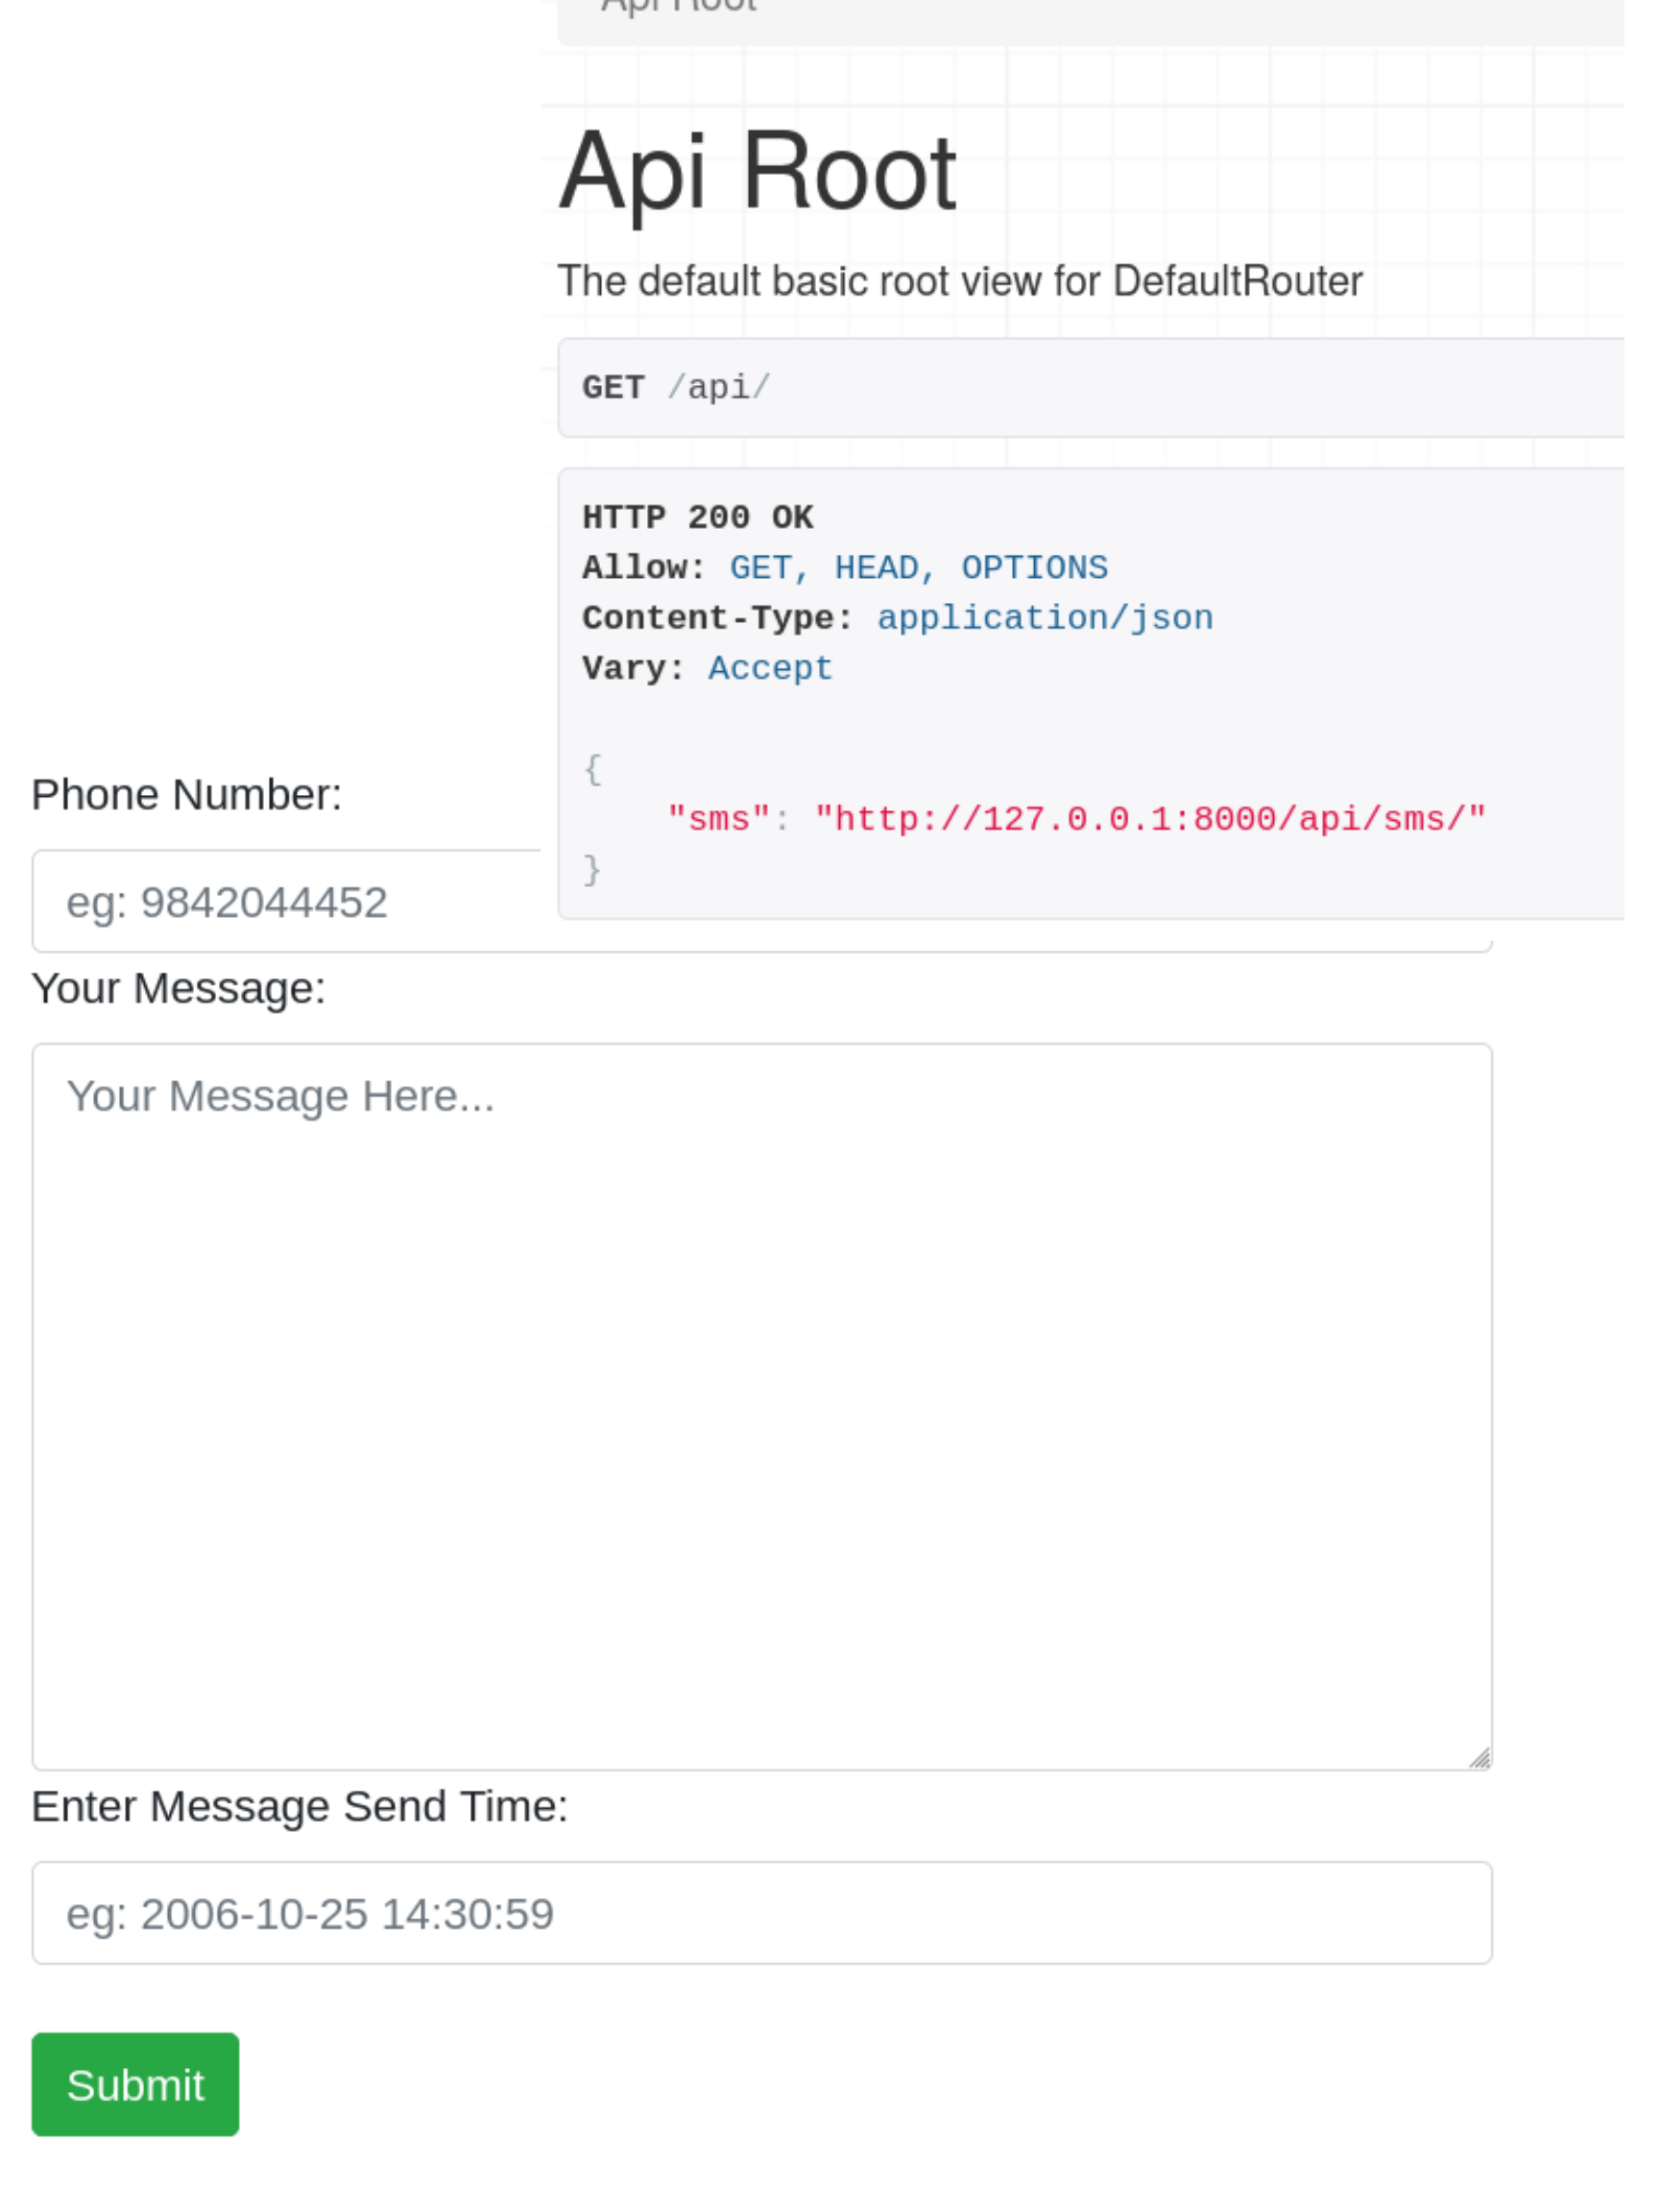 Api Root
Api Root
The default basic root view for DefaultRouter
GET /api/
HTTP 200 OK
Allow: GET, HEAD, OPTIONS
Content-Type: application/json
Vary: Accept
{
"sms": "http://127.0.0.1:8000/api/sms/"
}
Phone Number:
eg: 9842044452
Your Message:
Your Message Here...
Enter Message Send Time:
eg: 2006-10-25 14:30:59
Submit